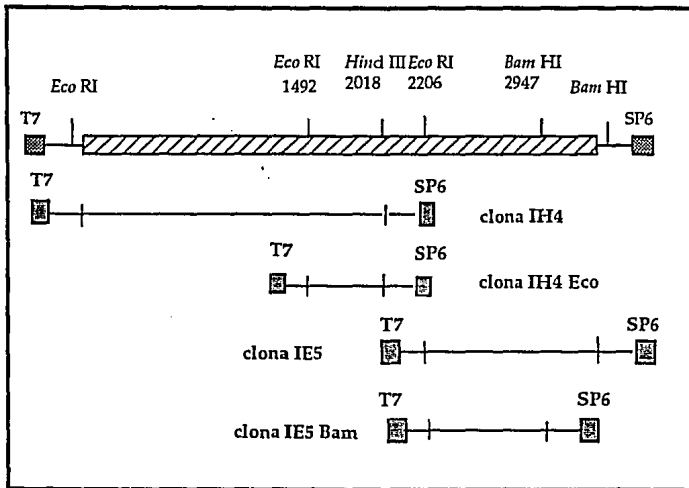 Eco RI Hind III Eco RI Bam HI
Eco RI 1492 2018 2206 2947 Bam HI
T7 SP6
T7 SP6
clona IH4
T7 SP6
clona IH4 Eco
T7 SP6
clona IE5
T7 SP6
clona IE5 Bam